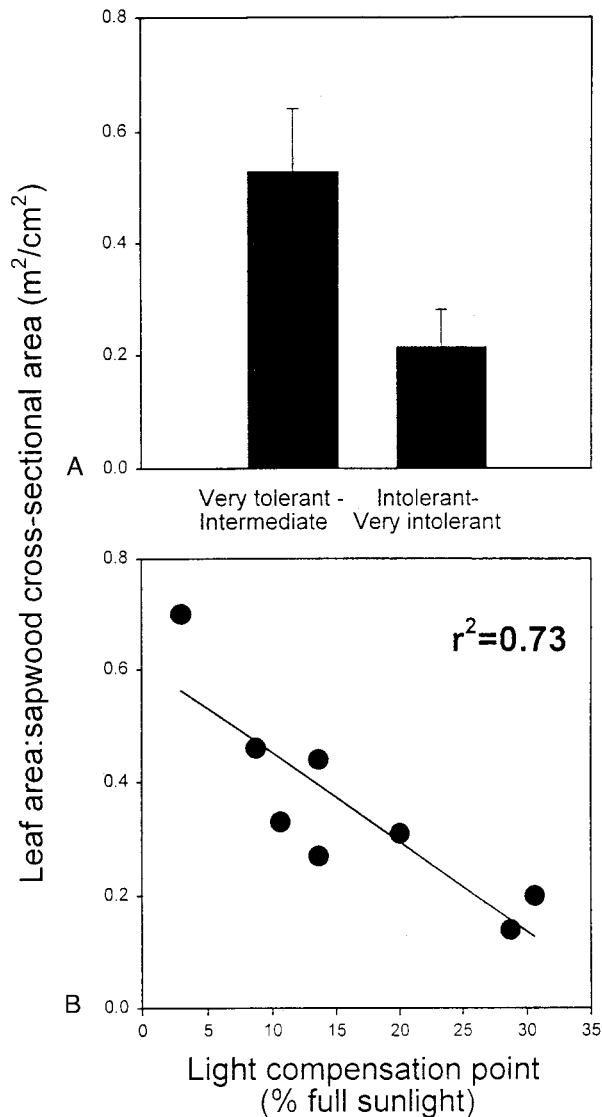 Leaf area:sapwood cross-sectional area (m²/cm²)
0.8
0.6
0.4
0.2
0.0
A
Very tolerant - Intolerant-
Intermediate Very intolerant
0.8
r²=0.73
0.6
0.4
0.2
0.0
B
0 5 10 15 20 25 30 35
Light compensation point
(% full sunlight)